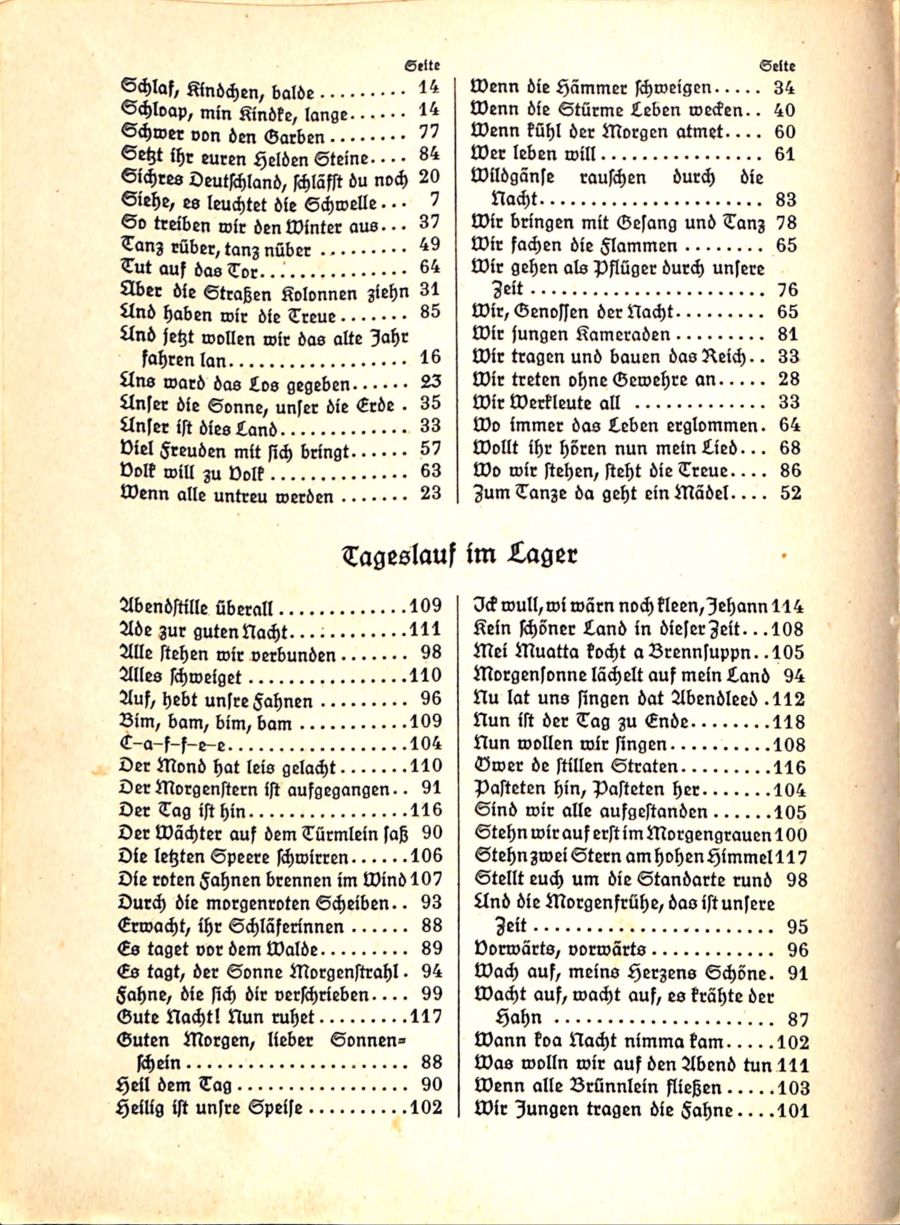 Seite
Schlaf, Kindchen, balde ......... 14
Schloap, min Kindke, lange...... 14
Schwer von den Garben ........ 77
Setzt ihr euren Helden Steine.... 84
Sichres Deutschland, schläfst du noch 20
Siehe, es leuchtet die Schwelle... 7
So treiben wir den Winter aus... 37
Tanz rüber, tanz nüber ......... 49
Tut auf das Tor............... 64
Über die Straßen Kolonnen ziehn 31
Und haben wir die Treue....... 85
Und jetzt wollen wir das alte Jahr
fahren lan.................. 16
Uns ward das Los gegeben...... 23
Unser die Sonne, unser die Erde . 35
Unser ist dies Land............. 33
Viel Freuden mit sich bringt...... 57
Volk will zu Volk .............. 63
Wenn alle untreu werden ....... 23
Seite
Wenn die Hämmer schweigen..... 34
Wenn die Stürme Leben wecken.. 40
Wenn kühl der Morgen atmet.... 60
Wer leben will................ 61
Wildgänse rauschen durch die
Nacht...................... 83
Wir bringen mit Gesang und Tanz 78
Wir fachen die Flammen ........ 65
Wir gehen als Pflüger durch unsere
Zeit ....................... 76
Wir, Genossen der Nacht......... 65
Wir jungen Kameraden ......... 81
Wir tragen und bauen das Reich.. 33
Wir treten ohne Gewehre an..... 28
Wir Werkleute all ............. 33
Wo immer das Leben erglommen. 64
Wollt ihr hören nun mein Lied... 68
Wo wir stehen, steht die Treue.... 86
Zum Tanze da geht ein Mädel.... 52
Tageslauf im Lager
Abendstille überall .............109
Ade zur guten Nacht............111
Alle stehen wir verbunden ....... 98
Alles schweiget ................110
Auf, hebt unsre Fahnen ......... 96
Bim, bam, bim, bam ...........109
C-a-f-f-e-e..................104
Der Mond hat leis gelacht.......110
Der Morgenstern ist aufgegangen.. 91
Der Tag ist hin................116
Der Wächter auf dem Türmlein saß 90
Die letzten Speere schwirren......106
Die roten Fahnen brennen im Wind 107
Durch die morgenroten Scheiben.. 93
Erwacht, ihr Schläferinnen ...... 88
Es taget vor dem Walde......... 89
Es tagt, der Sonne Morgenstrahl. 94
Fahne, die sich dir verschrieben.... 99
Gute Nacht! Nun ruhet.........117
Guten Morgen, lieber Sonnen=
schein...................... 88
Heil dem Tag................. 90
Heilig ist unsre Speise ..........102
Ick wull, wi wärn noch kleen, Jehann 114
Kein schöner Land in dieser Zeit...108
Mei Muatta kocht a Brennsuppn..105
Morgensonne lächelt auf mein Land 94
Nu lat uns singen dat Abendleed .112
Nun ist der Tag zu Ende........118
Nun wollen wir singen..........108
Ower de stillen Straten.........116
Pasteten hin, Pasteten her.......104
Sind wir alle aufgestanden ......105
Stehn wir auf erst im Morgengrauen 100
Stehn zwei Stern am hohen Himmel 117
Stellt euch um die Standarte rund 98
Und die Morgenfrühe, das ist unsere
Zeit ........................ 95
Vorwärts, vorwärts ............ 96
Wach auf, meins Herzens Schöne. 91
Wacht auf, wacht auf, es krähte der
Hahn ...................... 87
Wann koa Nacht nimma kam.....102
Was wolln wir auf den Abend tun 111
Wenn alle Brünnlein fließen .....103
Wir Jungen tragen die Fahne....101